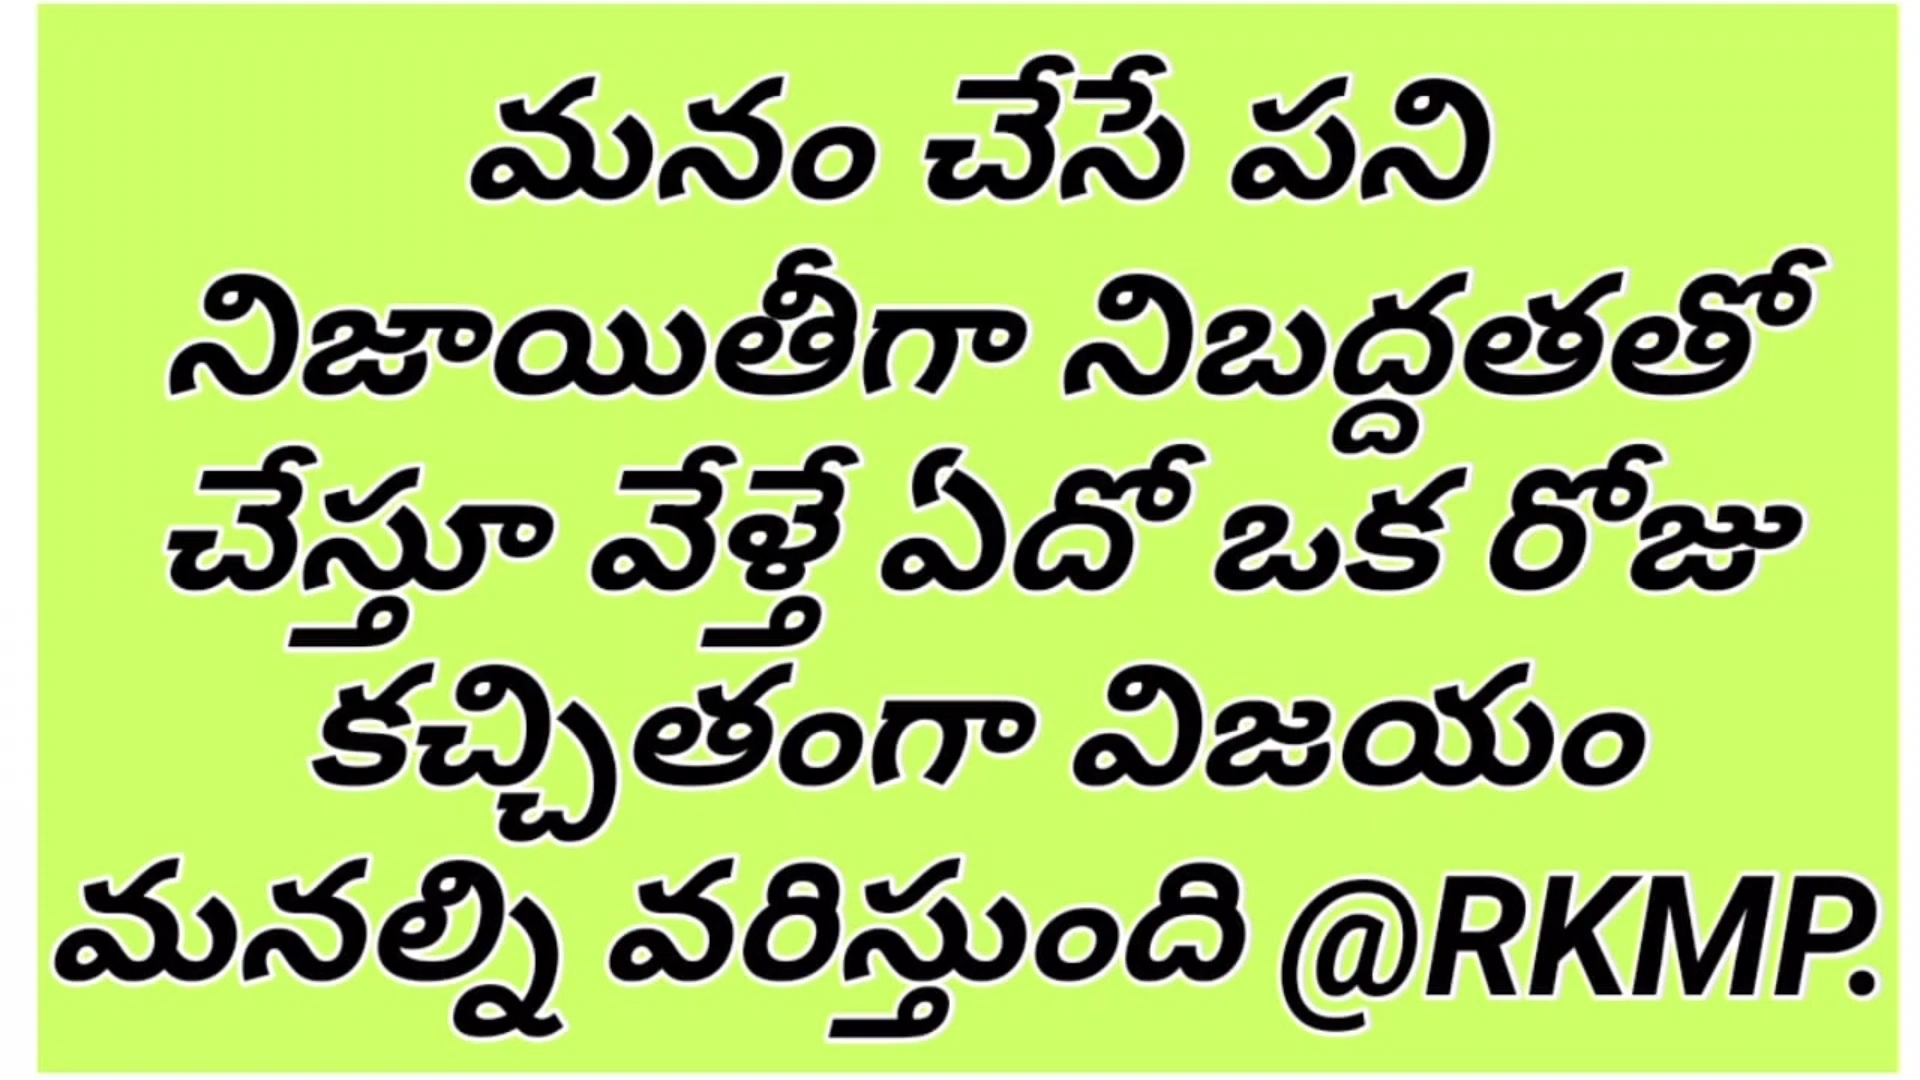 మనం చేసే పని
నిజాయితీగా నిబద్ధతతో
చేస్తూ వేళ్తే ఏదో ఒక రోజు
కచ్చితంగా విజయం
మనల్ని వరిస్తుంది @RKMP.